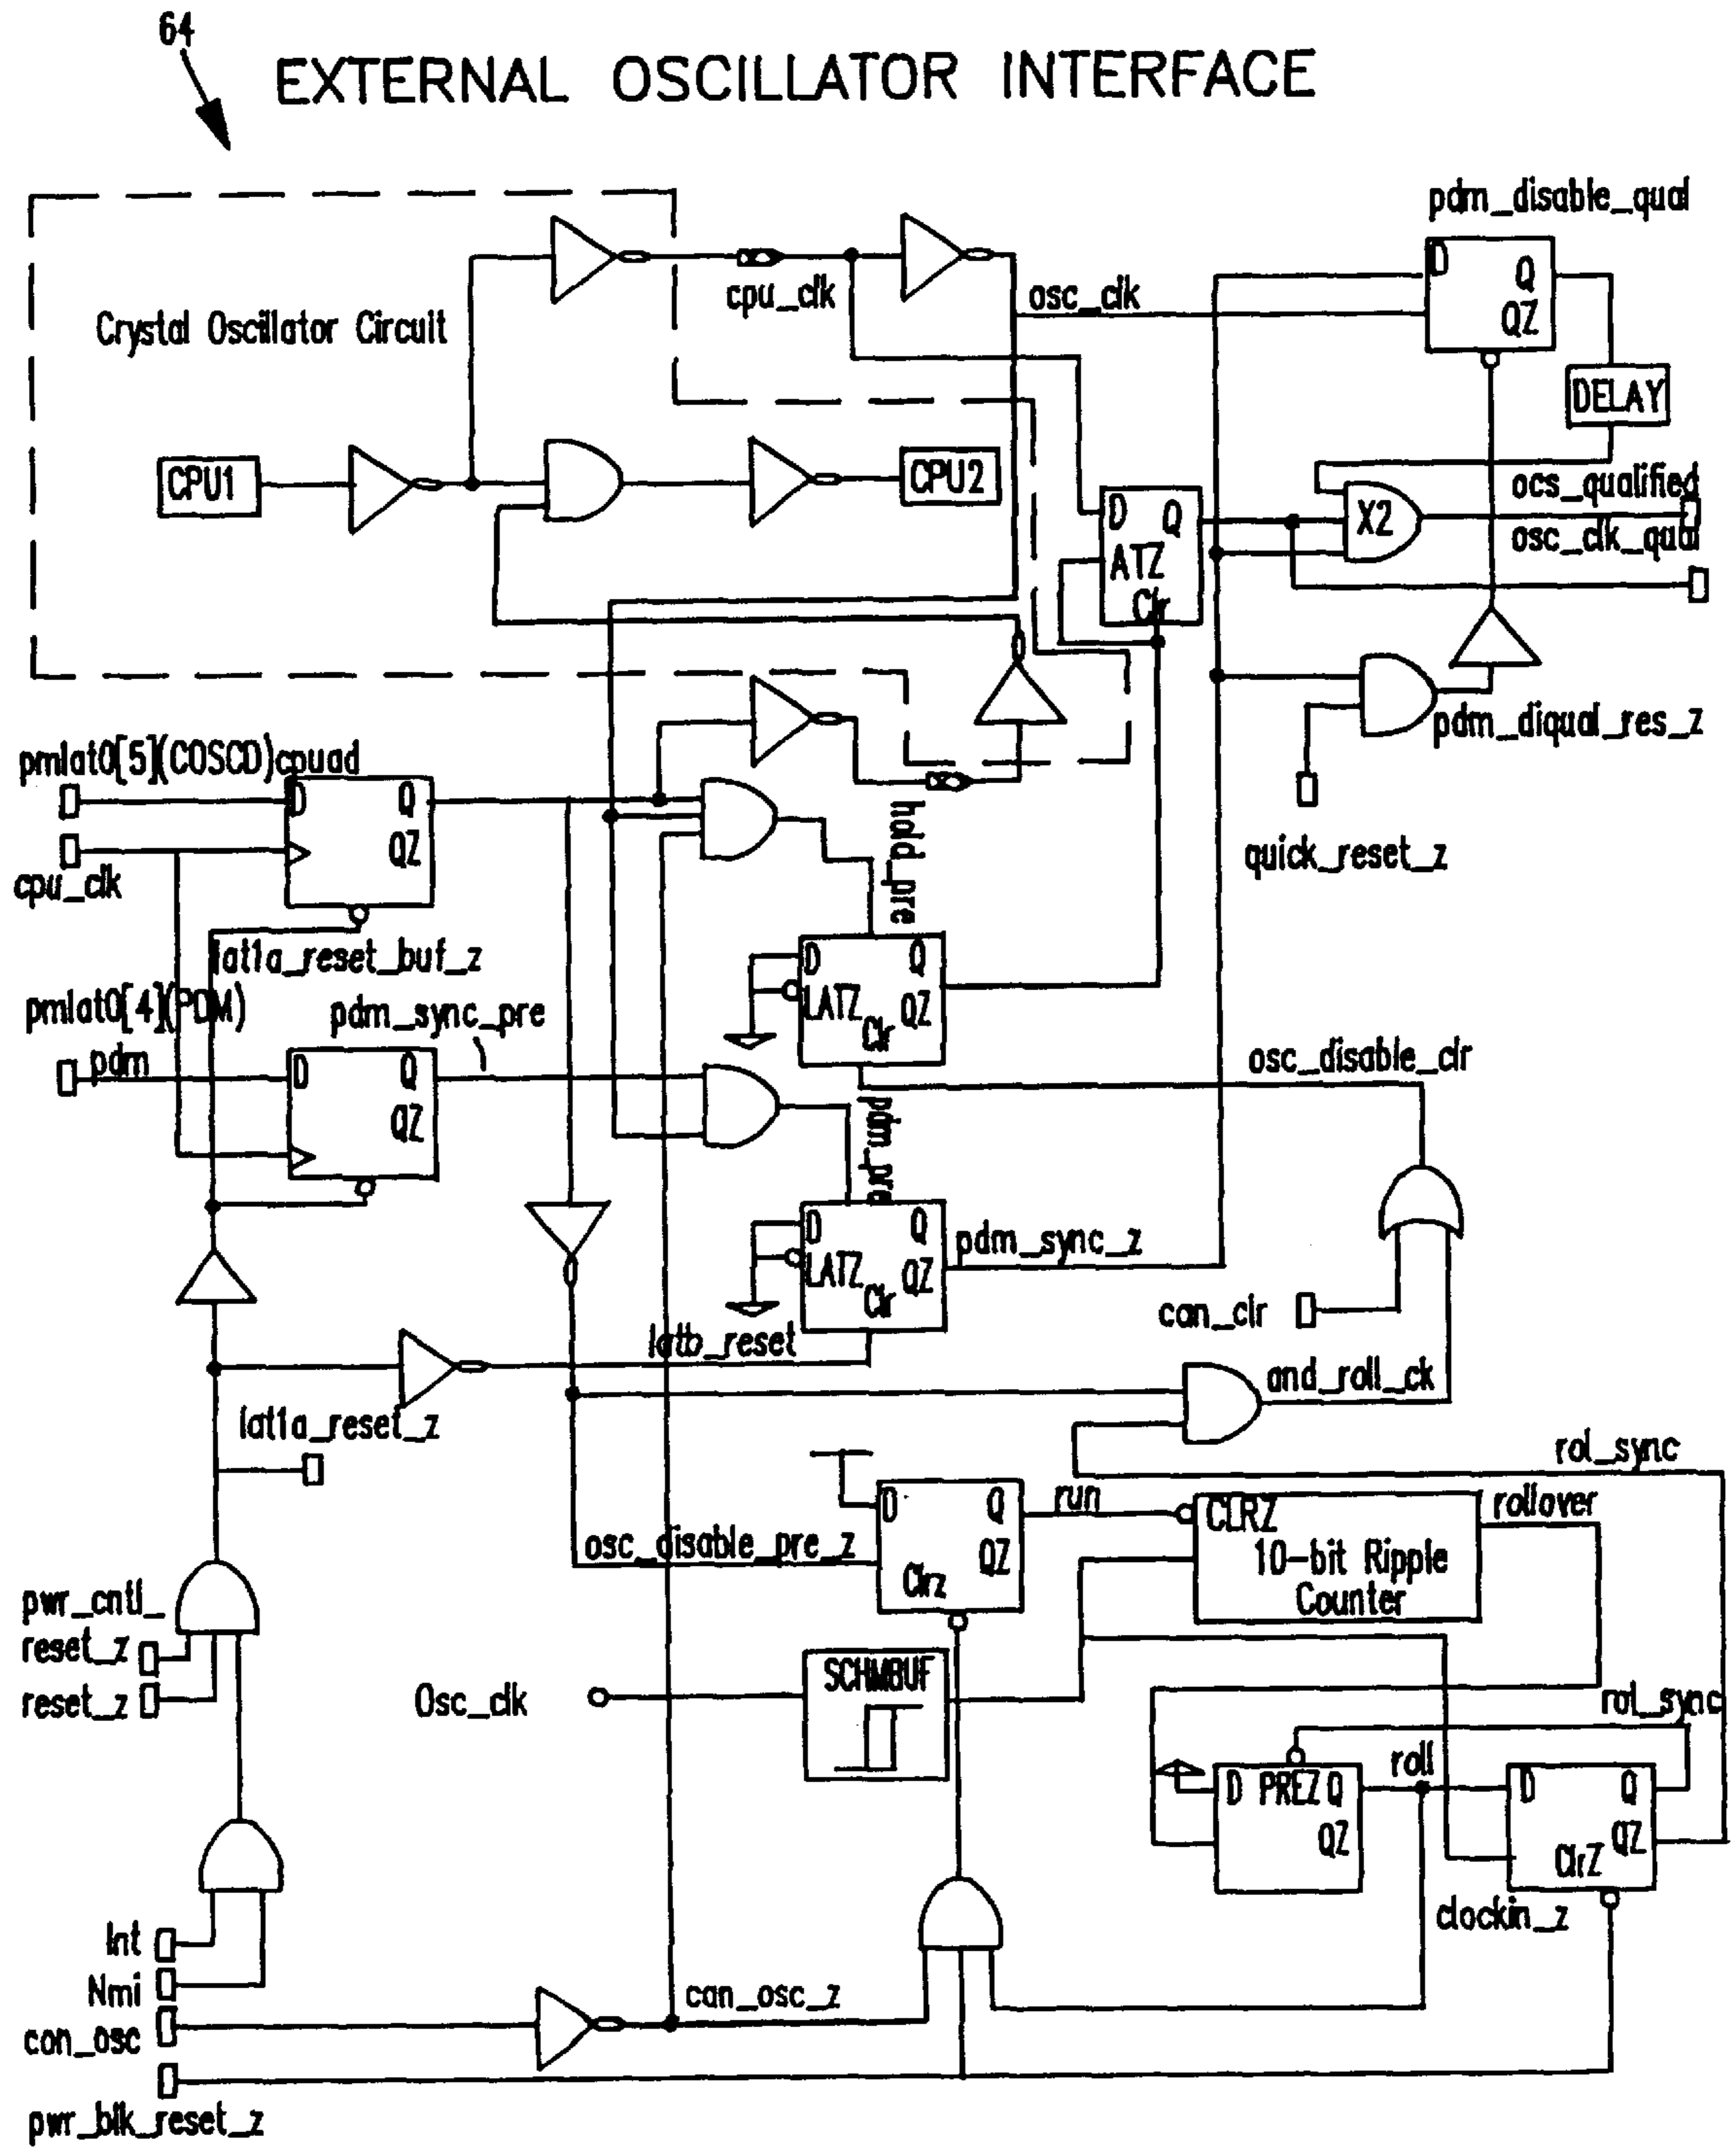 64
EXTERNAL OSCILLATOR INTERFACE
pdm_disable_qual
D
Q
QZ
cpu_clk
osc_clk
Crystal Oscillator Circuit
DELAY
CPU1
CPU2
D Q
ATZ
Clr
X2
ocs_qualified
osc_clk_qual
pdm_diqual_res_z
quick_reset_z
pmlat0[5](COSCD)cpuad
D Q
QZ
cpu_clk
hold_pre
lat1a_reset_buf_z
D Q
LATZ QZ
Clr
pmlat0[4](PDM)
pdm_sync_pre
pdm
D Q
QZ
osc_disable_clr
pdm_pre
D Q
LATZ QZ
Clr
pdm_sync_z
can_clr
latb_reset
and_roll_ck
lat1a_reset_z
rol_sync
D Q
QZ
Clrz
run
CLRZ
10-bit Ripple
Counter
rollover
osc_disable_pre_z
pwr_cntl_
reset_z
reset_z
Osc_clk
SCHMBUF
rol_sync
roll
D PREZ Q
QZ
D Q
QZ
ClrZ
clockin_z
Int
Nmi
con_osc
can_osc_z
pwr_blk_reset_z